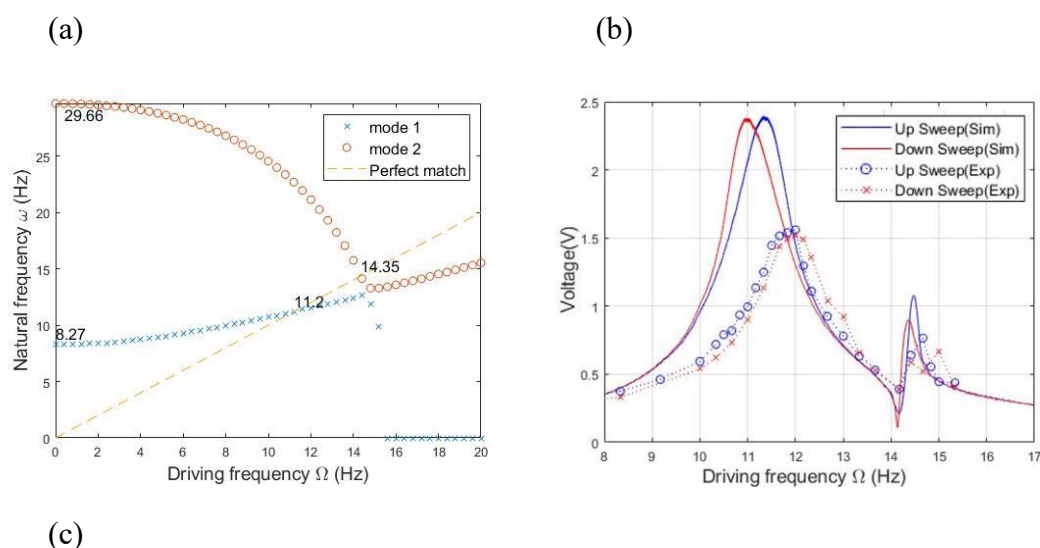 (a)
(b)
29.66
8.27
11.2
14.35
mode 1
mode 2
Perfect match
0
5
10
15
20
25
0 2 4 6 8 10 12 14 16 18 20
Natural frequency ω (Hz)
Driving frequency Ω (Hz)
Up Sweep(Sim)
Down Sweep(Sim)
Up Sweep(Exp)
Down Sweep(Exp)
2.5
2
1.5
1
0.5
0
8 9 10 11 12 13 14 15 16 17
Voltage(V)
Driving frequency Ω (Hz)
(c)